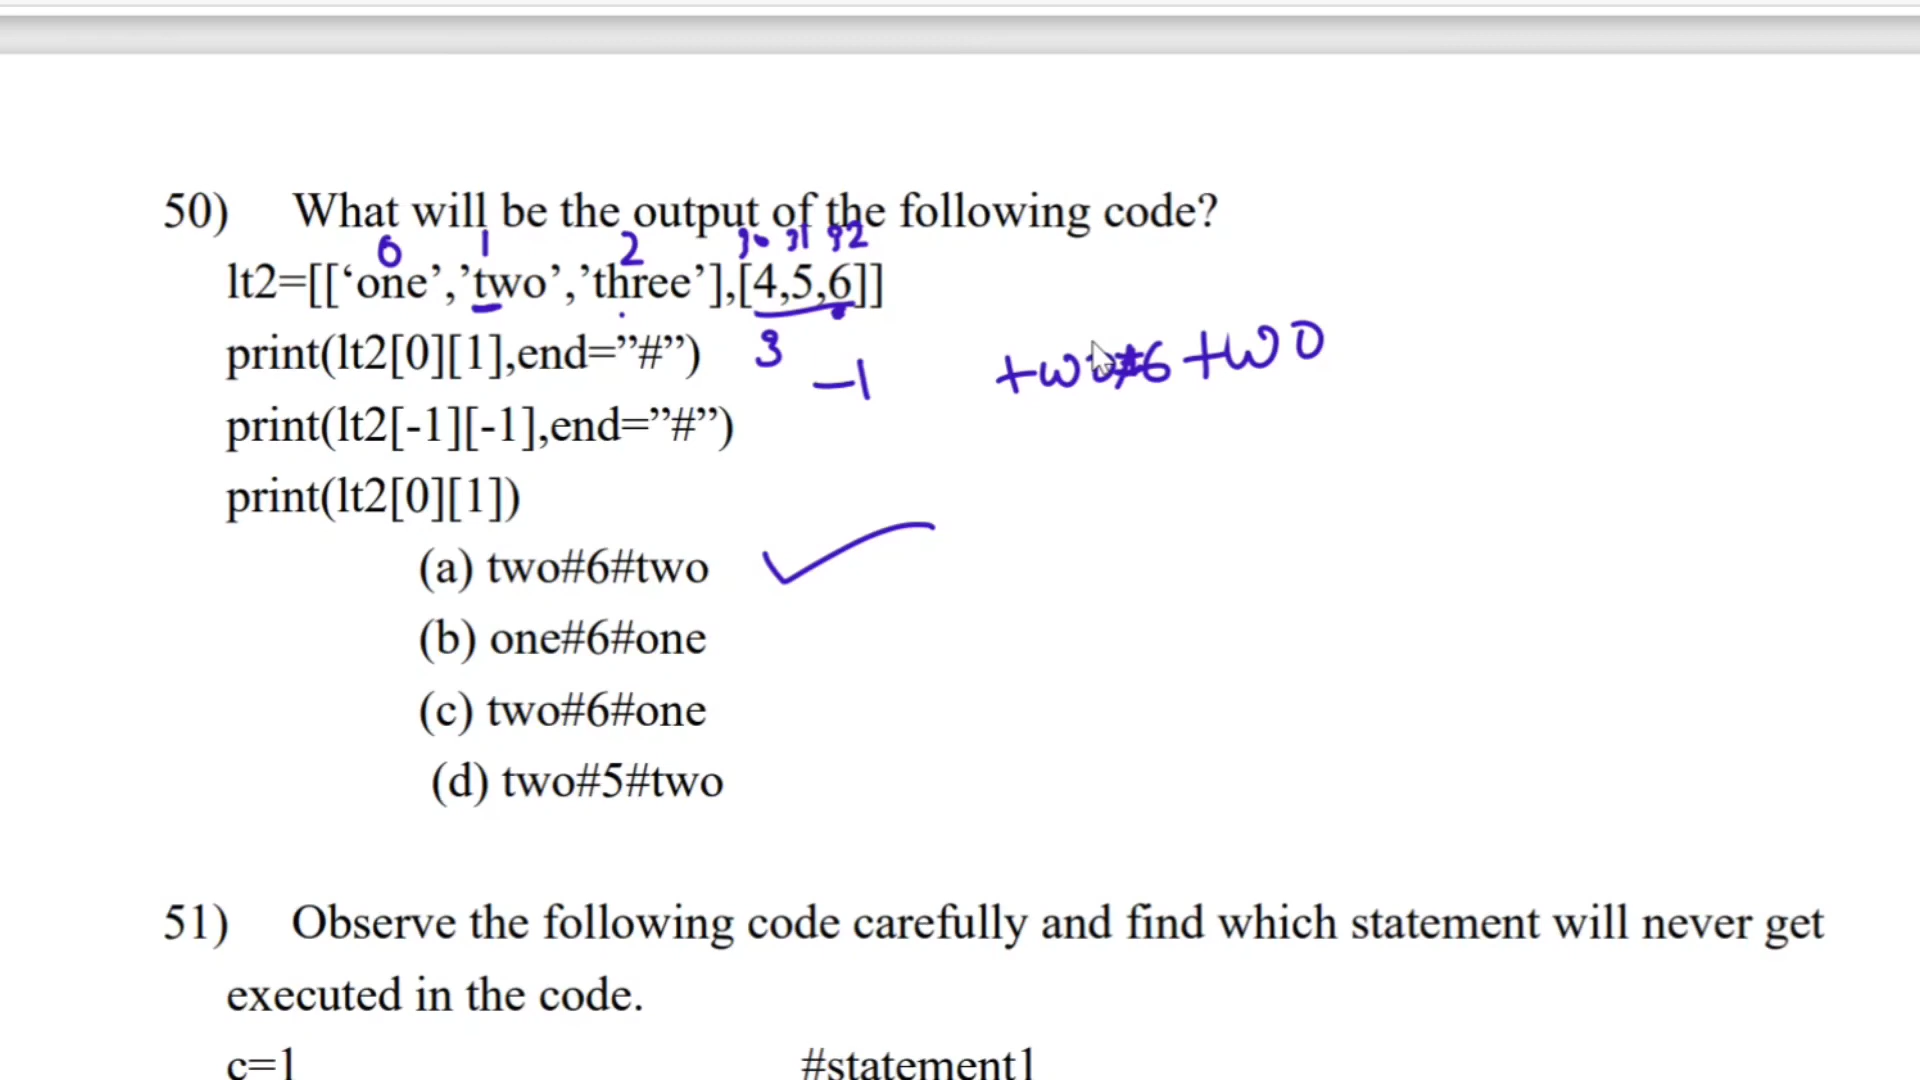 50) What will be the output of the following code?
0 1 2 30 31 32
lt2=[[‘one’,’two’,’three’],[4,5,6]]
print(lt2[0][1],end=”#”) 3 two#6 two
-1
print(lt2[-1][-1],end=”#”)
print(lt2[0][1])
(a) two#6#two
(b) one#6#one
(c) two#6#one
(d) two#5#two
51) Observe the following code carefully and find which statement will never get
executed in the code.
c=1 #statement1